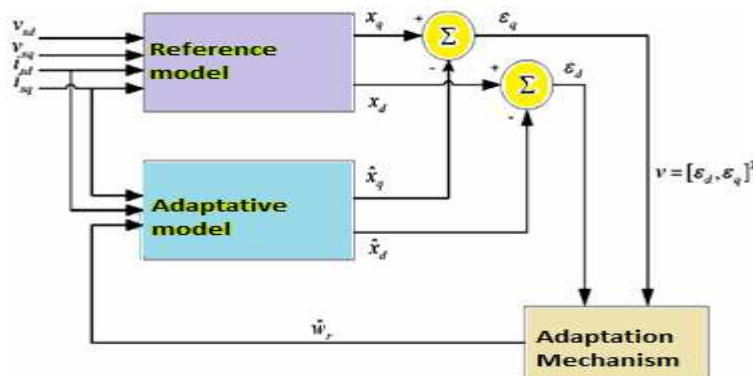 v_sd
v_sq
i_sd
i_sq
Reference
model
x_q
x_d
+
-
Σ
ε_q
+
-
Σ
ε_d
Adaptative
model
x̂_q
x̂_d
v = [ε_d, ε_q]^T
ŵ_r
Adaptation
Mechanism